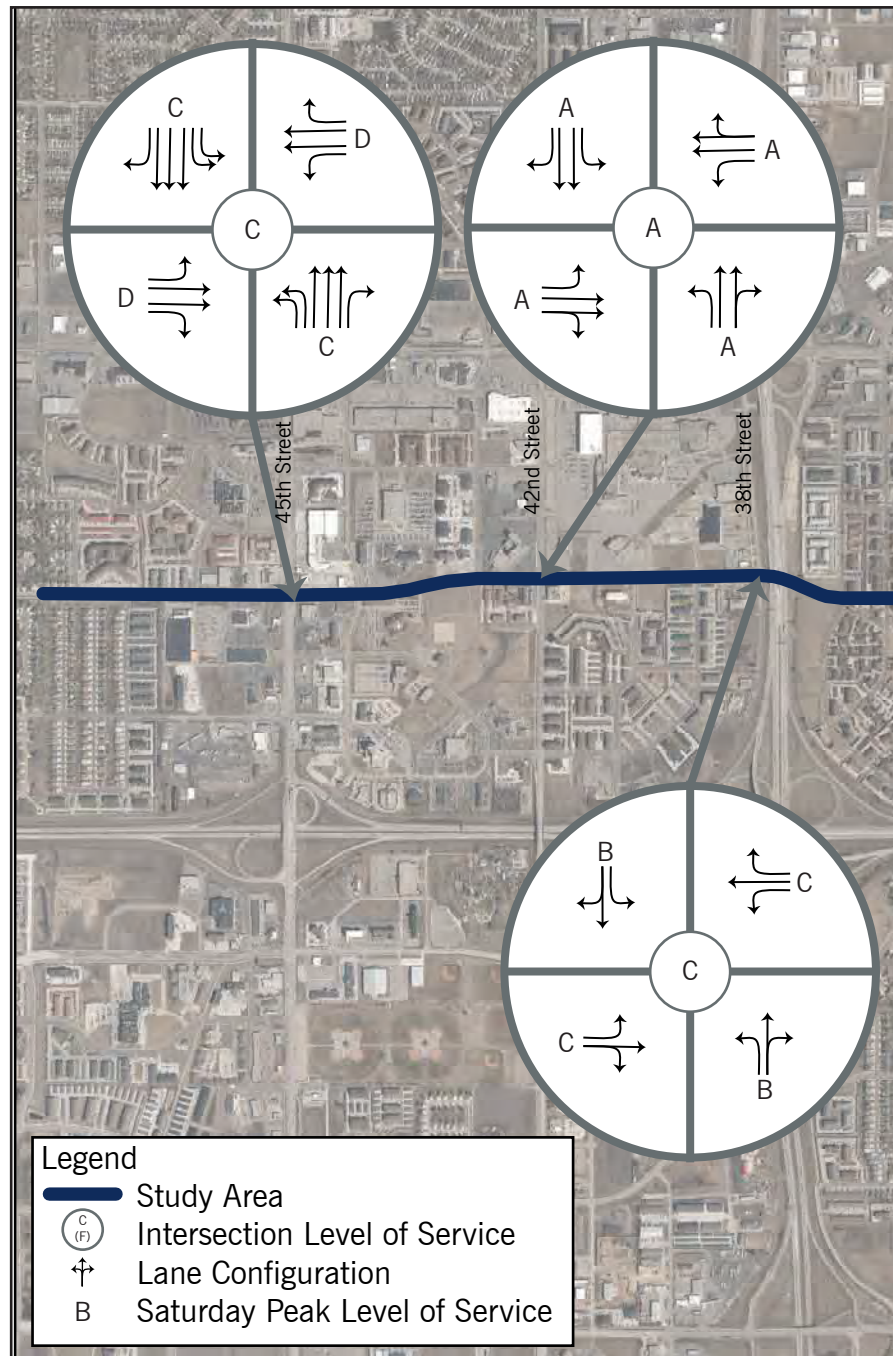 C
D
C
D
C
A
A
A
A
A
45th Street
42nd Street
38th Street
B
C
C
C
B
Legend
Study Area
C
(F)
Intersection Level of Service
Lane Configuration
B Saturday Peak Level of Service